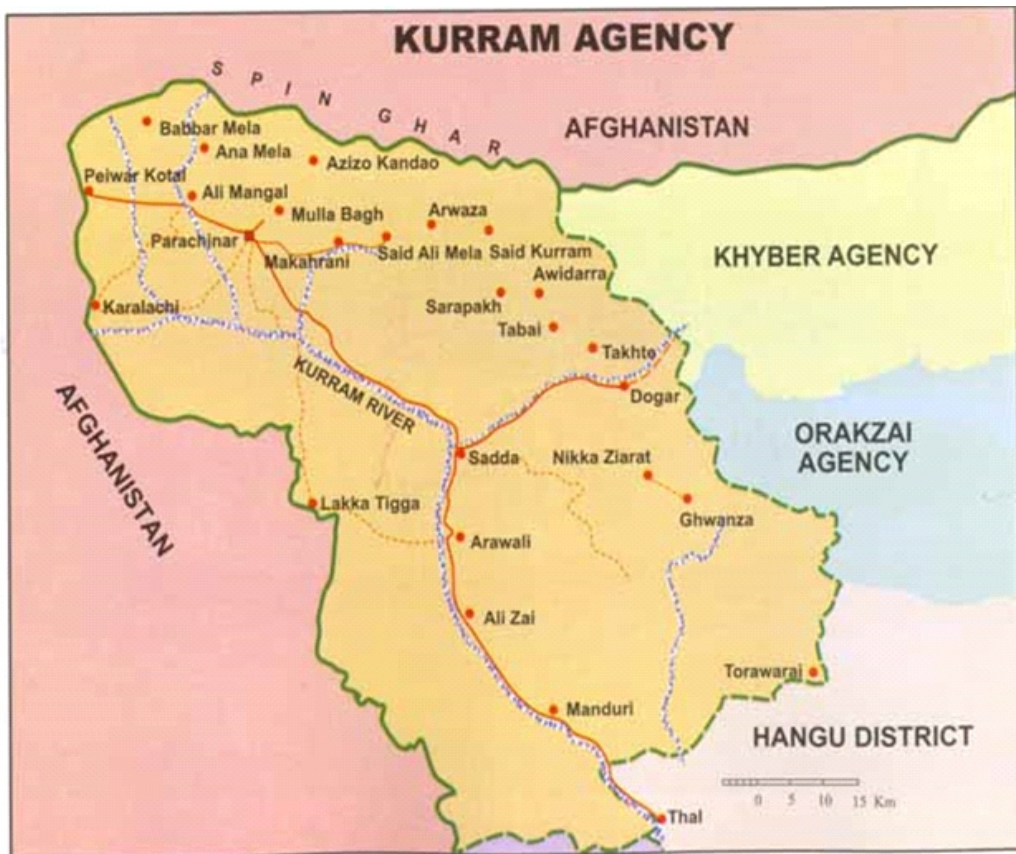 KURRAM AGENCY
SPIN GHAR
AFGHANISTAN
Babbar Mela
Ana Mela
Azizo Kandao
Peiwar Kotal
Ali Mangal
Mulla Bagh
Arwaza
Parachinar
Makahrani
Said Ali Mela
Said Kurram
KHYBER AGENCY
Awidarra
Karalachi
Sarapakh
Tabai
Takhte
KURRAM RIVER
Dogar
AFGHANISTAN
ORAKZAI
AGENCY
Sadda
Nikka Ziarat
Lakka Tigga
Ghwanza
Arawali
Ali Zai
Torawarai
Manduri
HANGU DISTRICT
0 5 10 15 Km
Thal